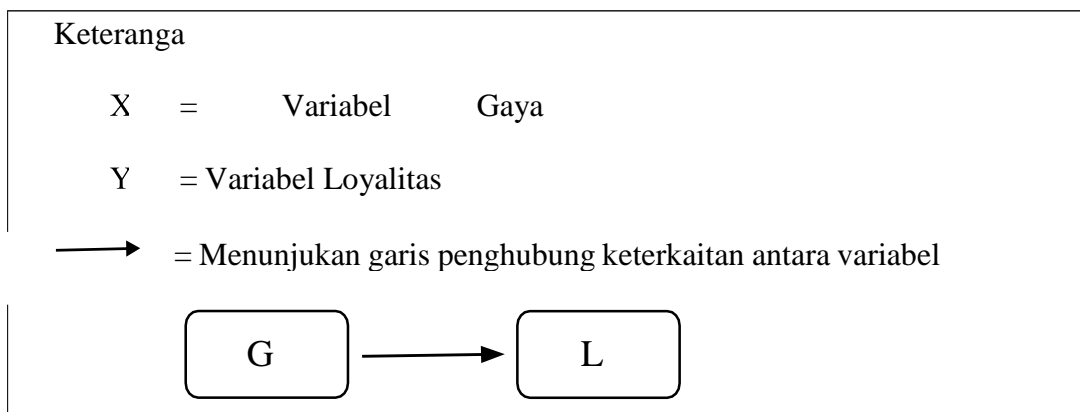 Keteranga
X = Variabel Gaya
Y = Variabel Loyalitas
= Menunjukan garis penghubung keterkaitan antara variabel
G L